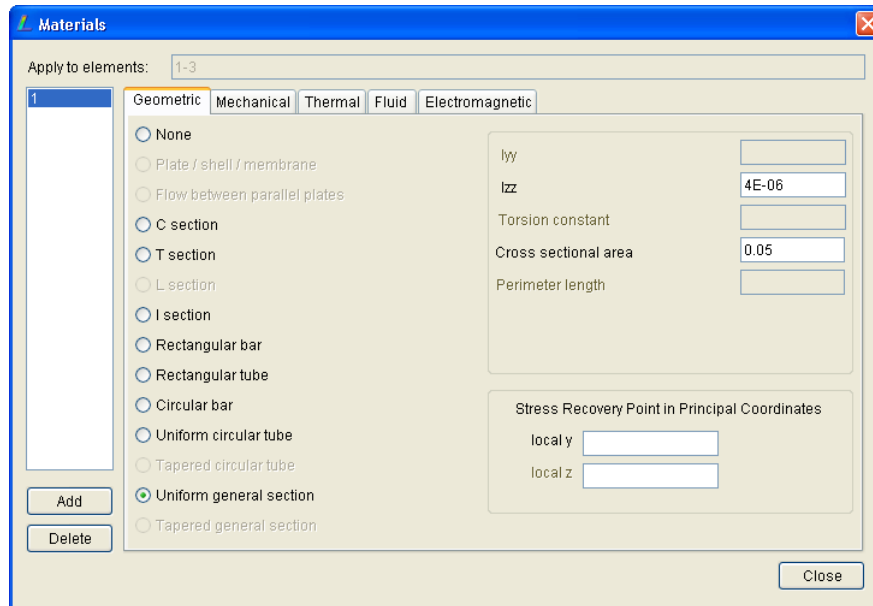 Materials
Apply to elements: 1-3
1
Geometric Mechanical Thermal Fluid Electromagnetic
None
Plate / shell / membrane
Flow between parallel plates
C section
T section
L section
I section
Rectangular bar
Rectangular tube
Circular bar
Uniform circular tube
Tapered circular tube
Uniform general section
Tapered general section
Iyy
Izz 4E-06
Torsion constant
Cross sectional area 0.05
Perimeter length
Stress Recovery Point in Principal Coordinates
local y
local z
Add
Delete
Close